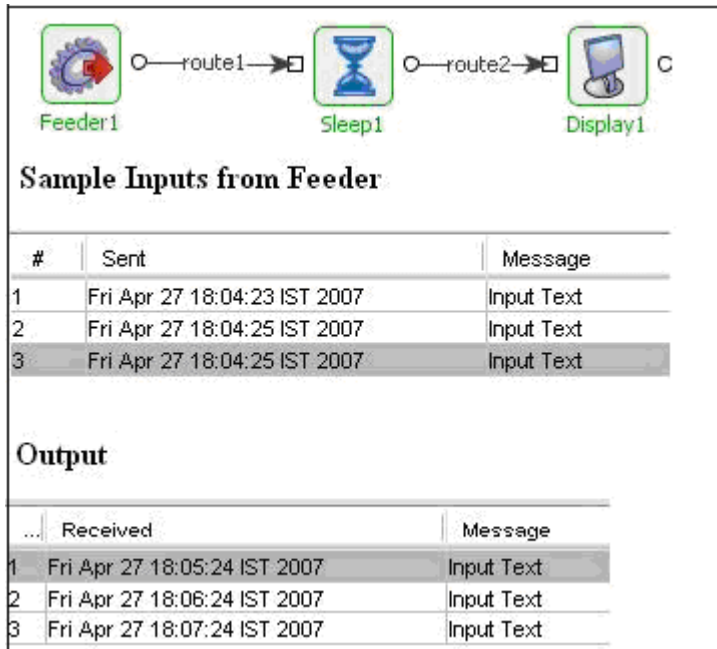 route1 route2
Feeder1 Sleep1 Display1
Sample Inputs from Feeder
# Sent Message
1 Fri Apr 27 18:04:23 IST 2007 Input Text
2 Fri Apr 27 18:04:25 IST 2007 Input Text
3 Fri Apr 27 18:04:25 IST 2007 Input Text
Output
... Received Message
1 Fri Apr 27 18:05:24 IST 2007 Input Text
2 Fri Apr 27 18:06:24 IST 2007 Input Text
3 Fri Apr 27 18:07:24 IST 2007 Input Text